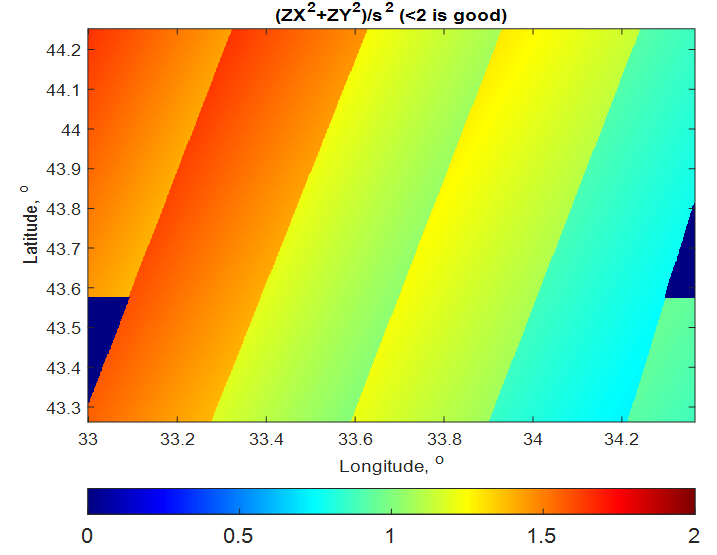 (ZX²+ZY²)/s² (<2 is good)
44.2
44.1
44
43.9
43.8
43.7
43.6
43.5
43.4
43.3
Latitude, °
33 33.2 33.4 33.6 33.8 34 34.2
Longitude, °
0 0.5 1 1.5 2